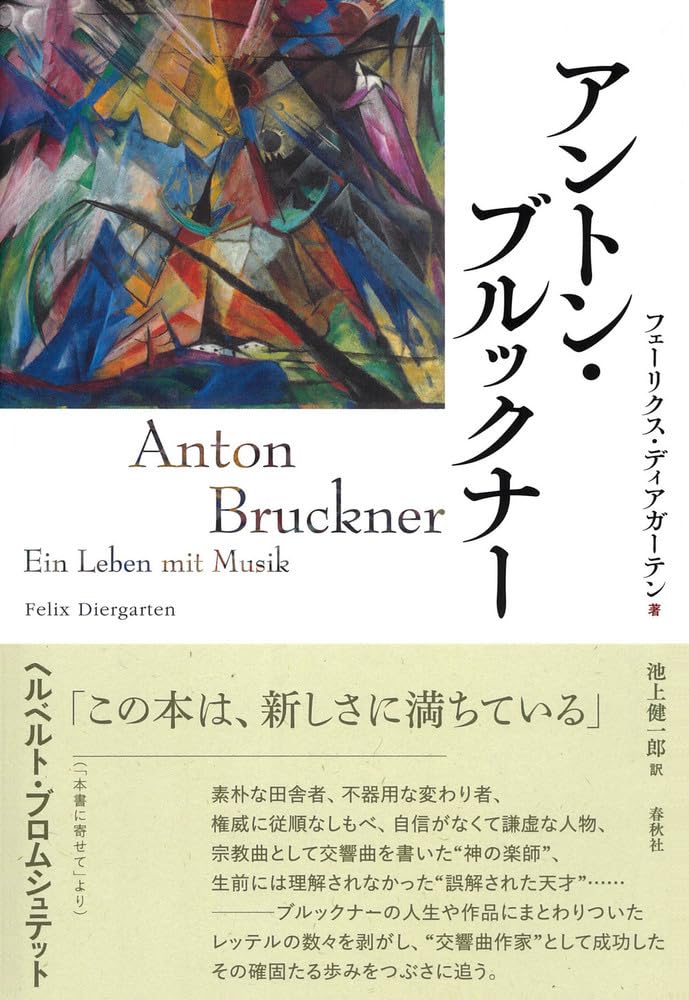 アントン・
ブルックナー
フェーリクス・ディアガーテン 著
Anton
Bruckner
Ein Leben mit Musik
Felix Diergarten
池上健一郎 訳
春秋社
「この本は、新しさに満ちている」
ヘルベルト・ブロムシュテット
（「本書に寄せて」より）
素朴な田舎者、不器用な変わり者、
権威に従順なしもべ、自信がなくて謙虚な人物、
宗教曲として交響曲を書いた“神の楽師”、
生前には理解されなかった“誤解された天才”……
———ブルックナーの人生や作品にまとわりついた
レッテルの数々を剥がし、“交響曲作家”として成功した
その確固たる歩みをつぶさに追う。